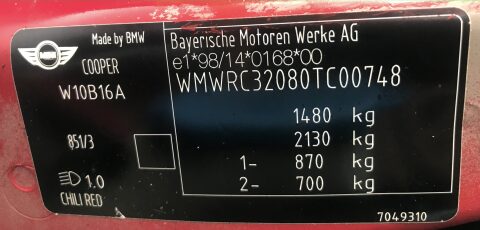 MINI
Made by BMW
COOPER
W10B16A
851/3
1.0
CHILI RED
Bayerische Motoren Werke AG
e1*98/14*0168*00
WMWRC32080TC00748
1480 kg
2130 kg
1- 870 kg
2- 700 kg
7049310